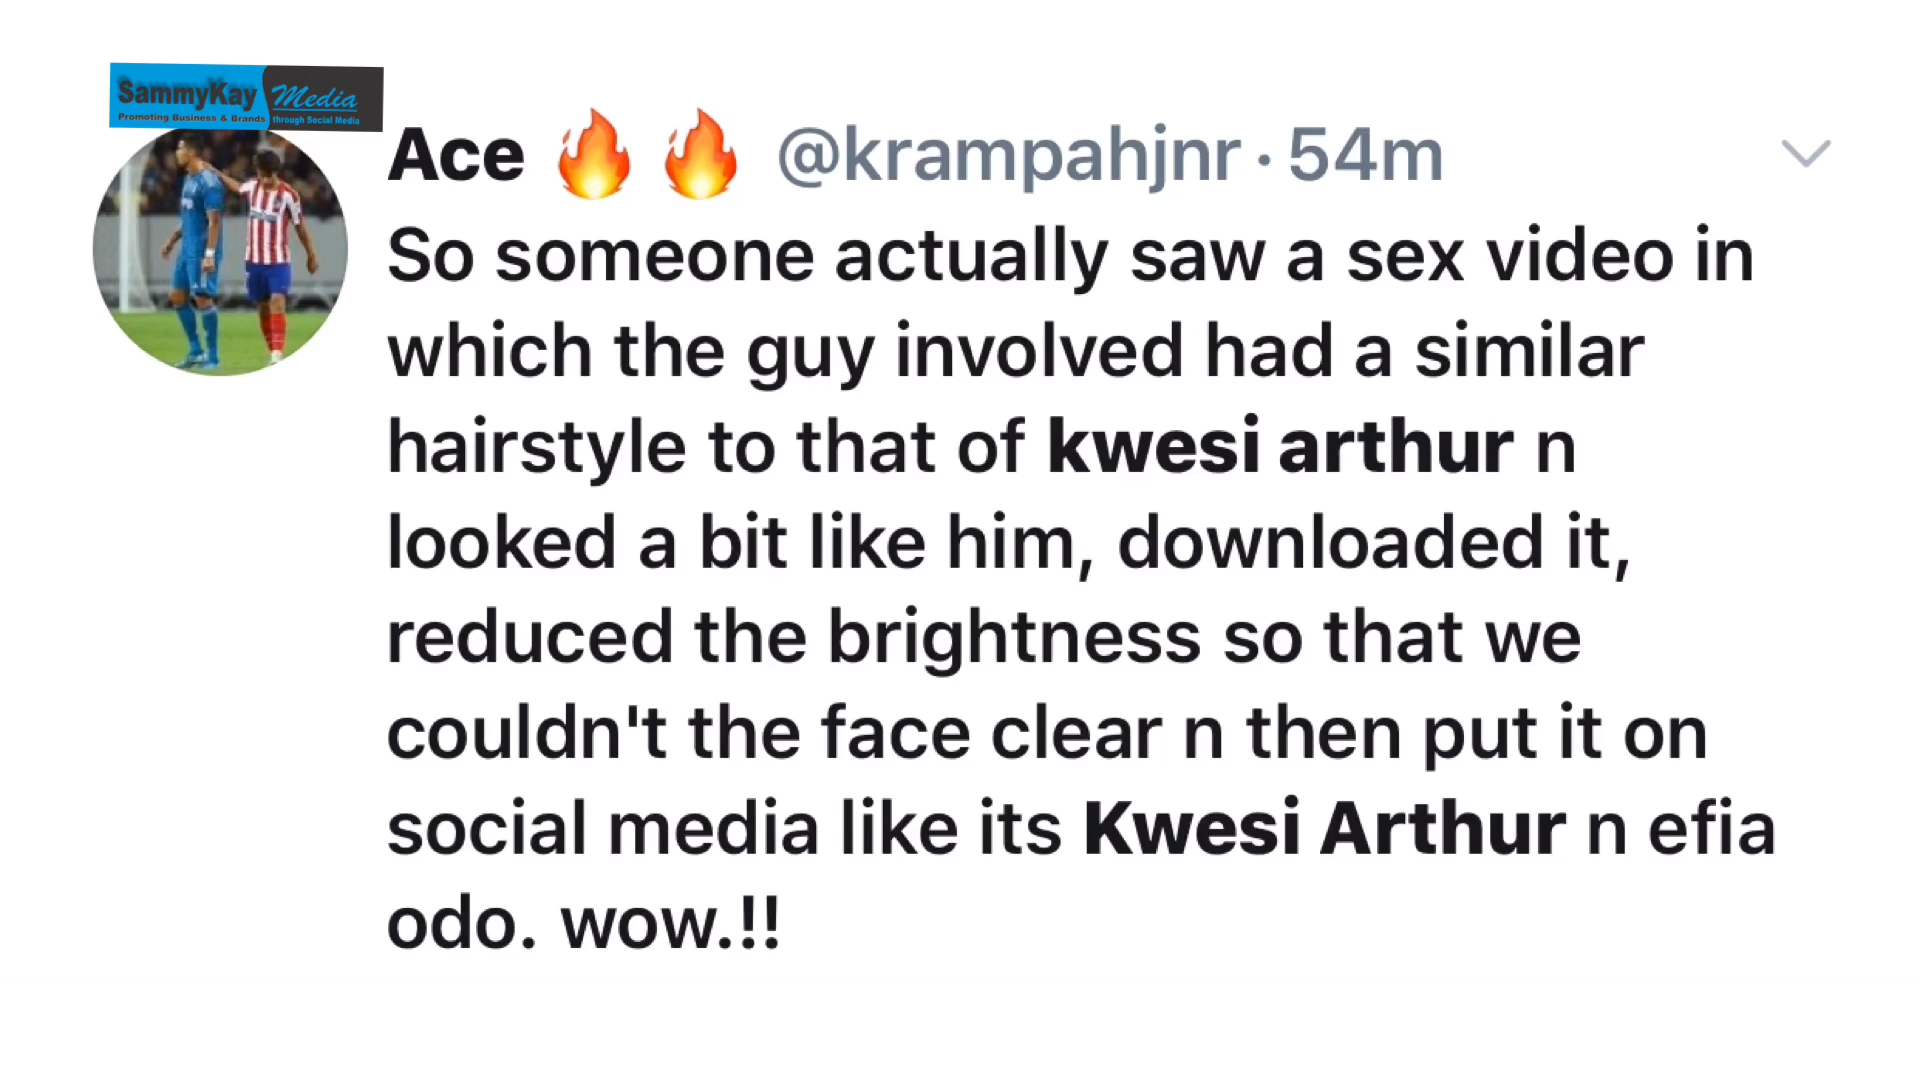 SammyKay Media
Promoting Business & Brands through Social Media
Ace 🔥 🔥 @krampahjnr · 54m
So someone actually saw a sex video in
which the guy involved had a similar
hairstyle to that of kwesi arthur n
looked a bit like him, downloaded it,
reduced the brightness so that we
couldn't the face clear n then put it on
social media like its Kwesi Arthur n efia
odo. wow.!!